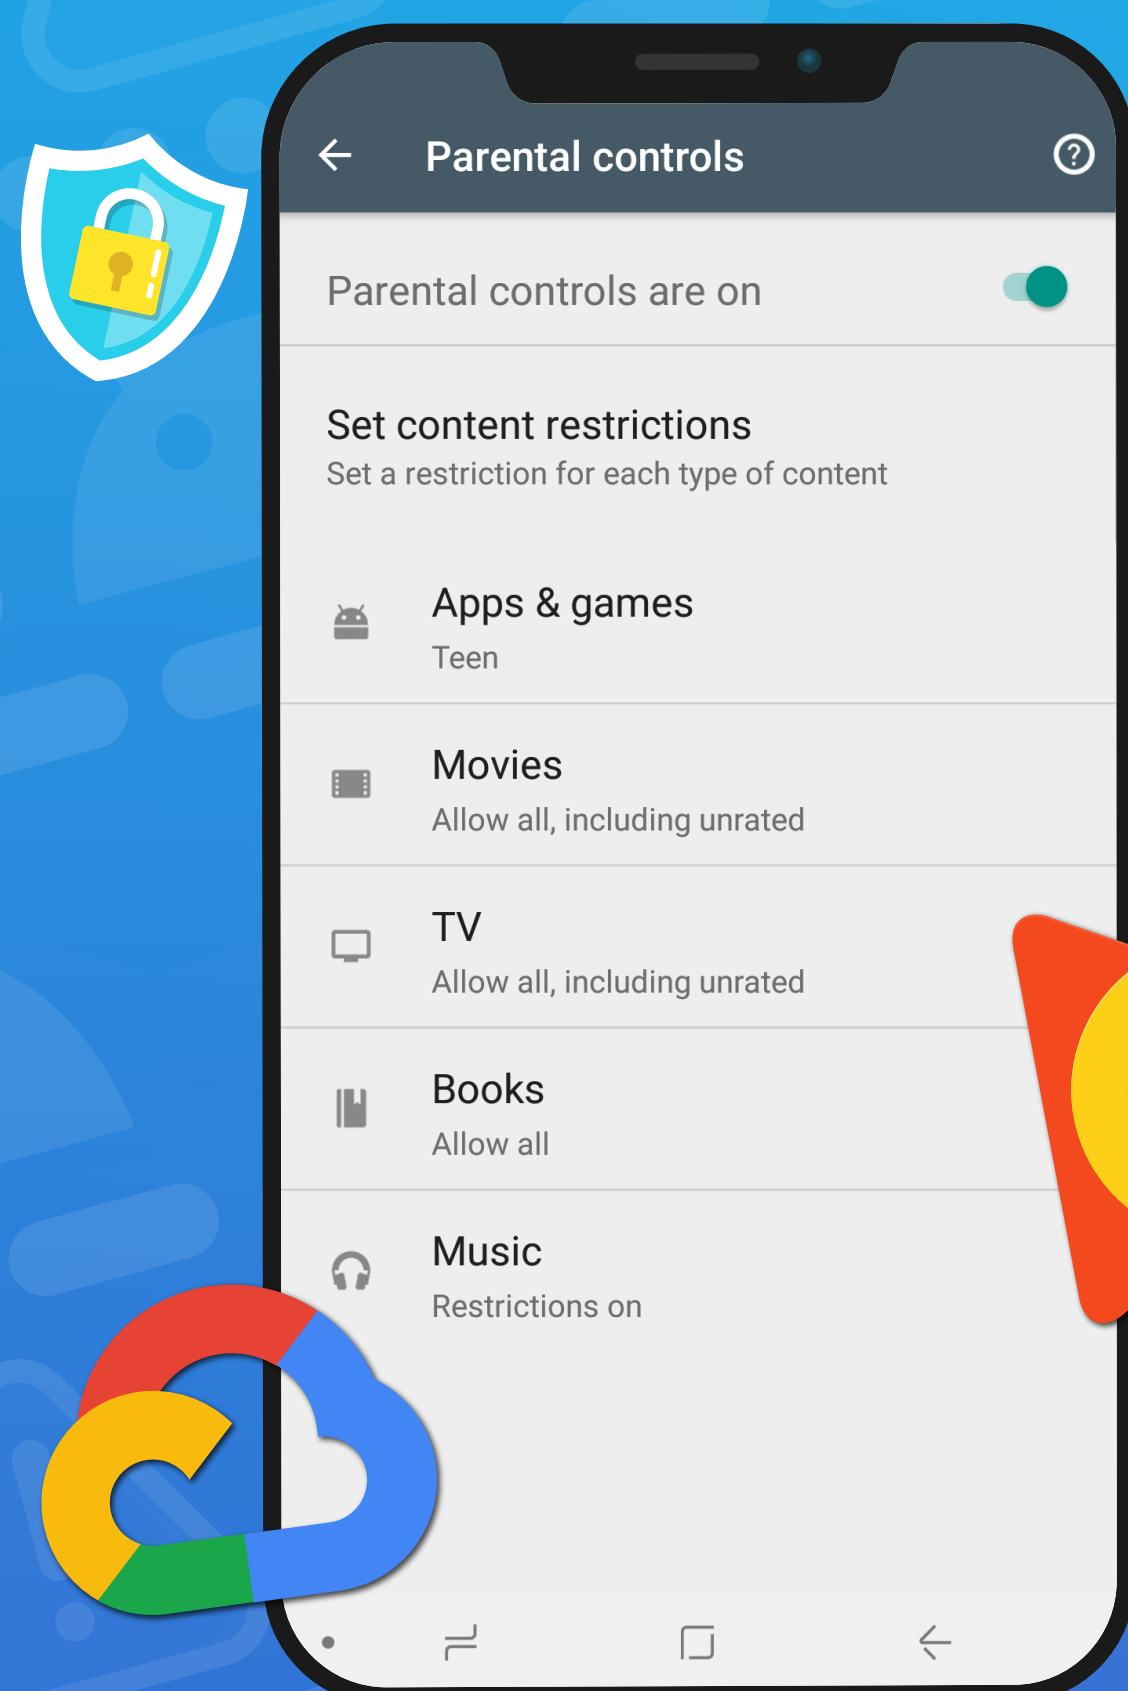 Parental controls
Parental controls are on
Set content restrictions
Set a restriction for each type of content
Apps & games
Teen
Movies
Allow all, including unrated
TV
Allow all, including unrated
Books
Allow all
Music
Restrictions on